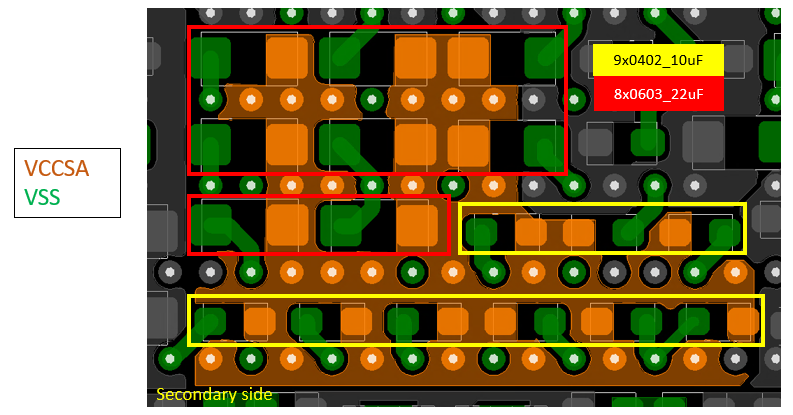 9x0402_10uF
8x0603_22uF
VCCSA
VSS
Secondary side